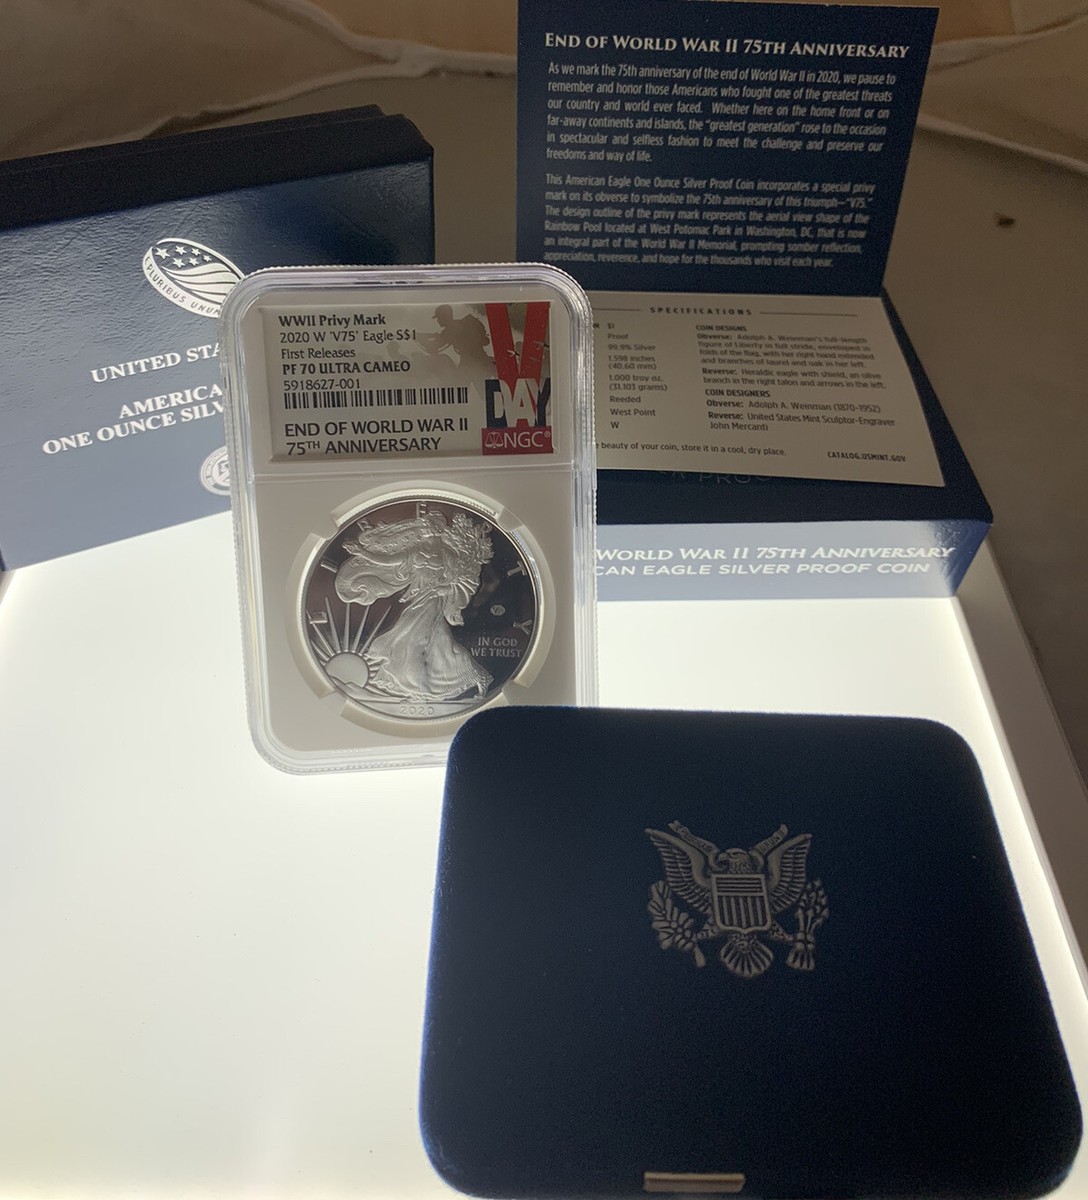 END OF WORLD WAR II 75TH ANNIVERSARY
As we mark the 75th anniversary of the end of World War II in 2020, we pause to
remember and honor those Americans who fought one of the greatest threats
our country and world ever faced. Whether here on the home front or on
far-away continents and islands, the "greatest generation" rose to the occasion
in spectacular and selfless fashion to meet the challenge and preserve our
freedoms and way of life.
This American Eagle One Ounce Silver Proof Coin incorporates a special privy
mark on its obverse to symbolize the 75th anniversary of this triumph—"V75."
The design outline of the privy mark represents the aerial view shape of the
Rainbow Pool located at West Potomac Park in Washington, DC, that is now
an integral part of the World War II Memorial, prompting somber reflection,
appreciation, reverence, and hope for the thousands who visit each year.
SPECIFICATIONS
$1
Proof
99.9% Silver
1.598 inches
(40.60 mm)
1.000 troy oz.
(31.103 grams)
Reeded
West Point
W
COIN DESIGNS
Obverse: Adolph A. Weinman's full-length
figure of Liberty in full stride, enveloped in
folds of the flag, with her right hand extended
and branches of laurel and oak in her left.
Reverse: Heraldic eagle with shield, an olive
branch in the right talon and arrows in the left.
COIN DESIGNERS
Obverse: Adolph A. Weinman (1870-1952)
Reverse: United States Mint Sculptor-Engraver
John Mercanti
beauty of your coin, store it in a cool, dry place.
CATALOG.USMINT.GOV
PLURIBUS UNUM
UNITED STA
AMERICA
ONE OUNCE SILV
WWII Privy Mark
2020 W 'V75' Eagle S$1
First Releases
PF 70 ULTRA CAMEO
5918627-001
END OF WORLD WAR II
75TH ANNIVERSARY
V
DAY
NGC®
LIBERTY
IN GOD
WE TRUST
2020
WORLD WAR II 75TH ANNIVERSARY
CAN EAGLE SILVER PROOF COIN